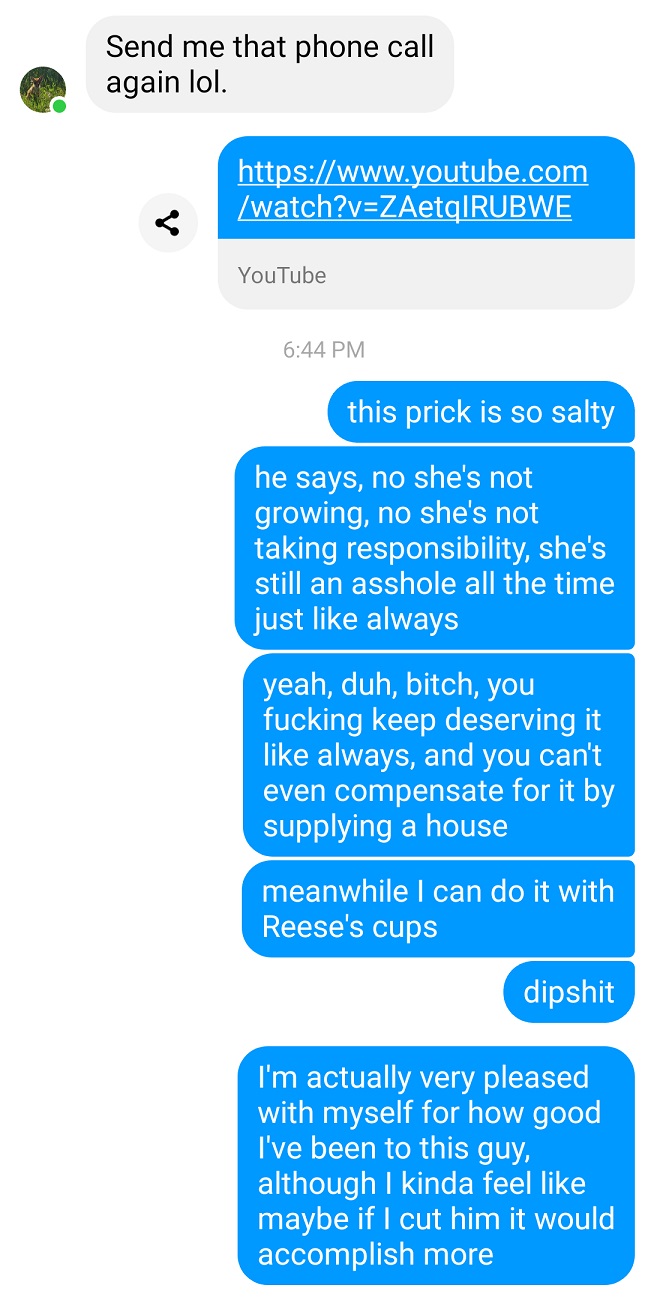 Send me that phone call
again lol.
https://www.youtube.com
/watch?v=ZAetqIRUBWE
YouTube
6:44 PM
this prick is so salty
he says, no she's not
growing, no she's not
taking responsibility, she's
still an asshole all the time
just like always
yeah, duh, bitch, you
fucking keep deserving it
like always, and you can't
even compensate for it by
supplying a house
meanwhile I can do it with
Reese's cups
dipshit
I'm actually very pleased
with myself for how good
I've been to this guy,
although I kinda feel like
maybe if I cut him it would
accomplish more